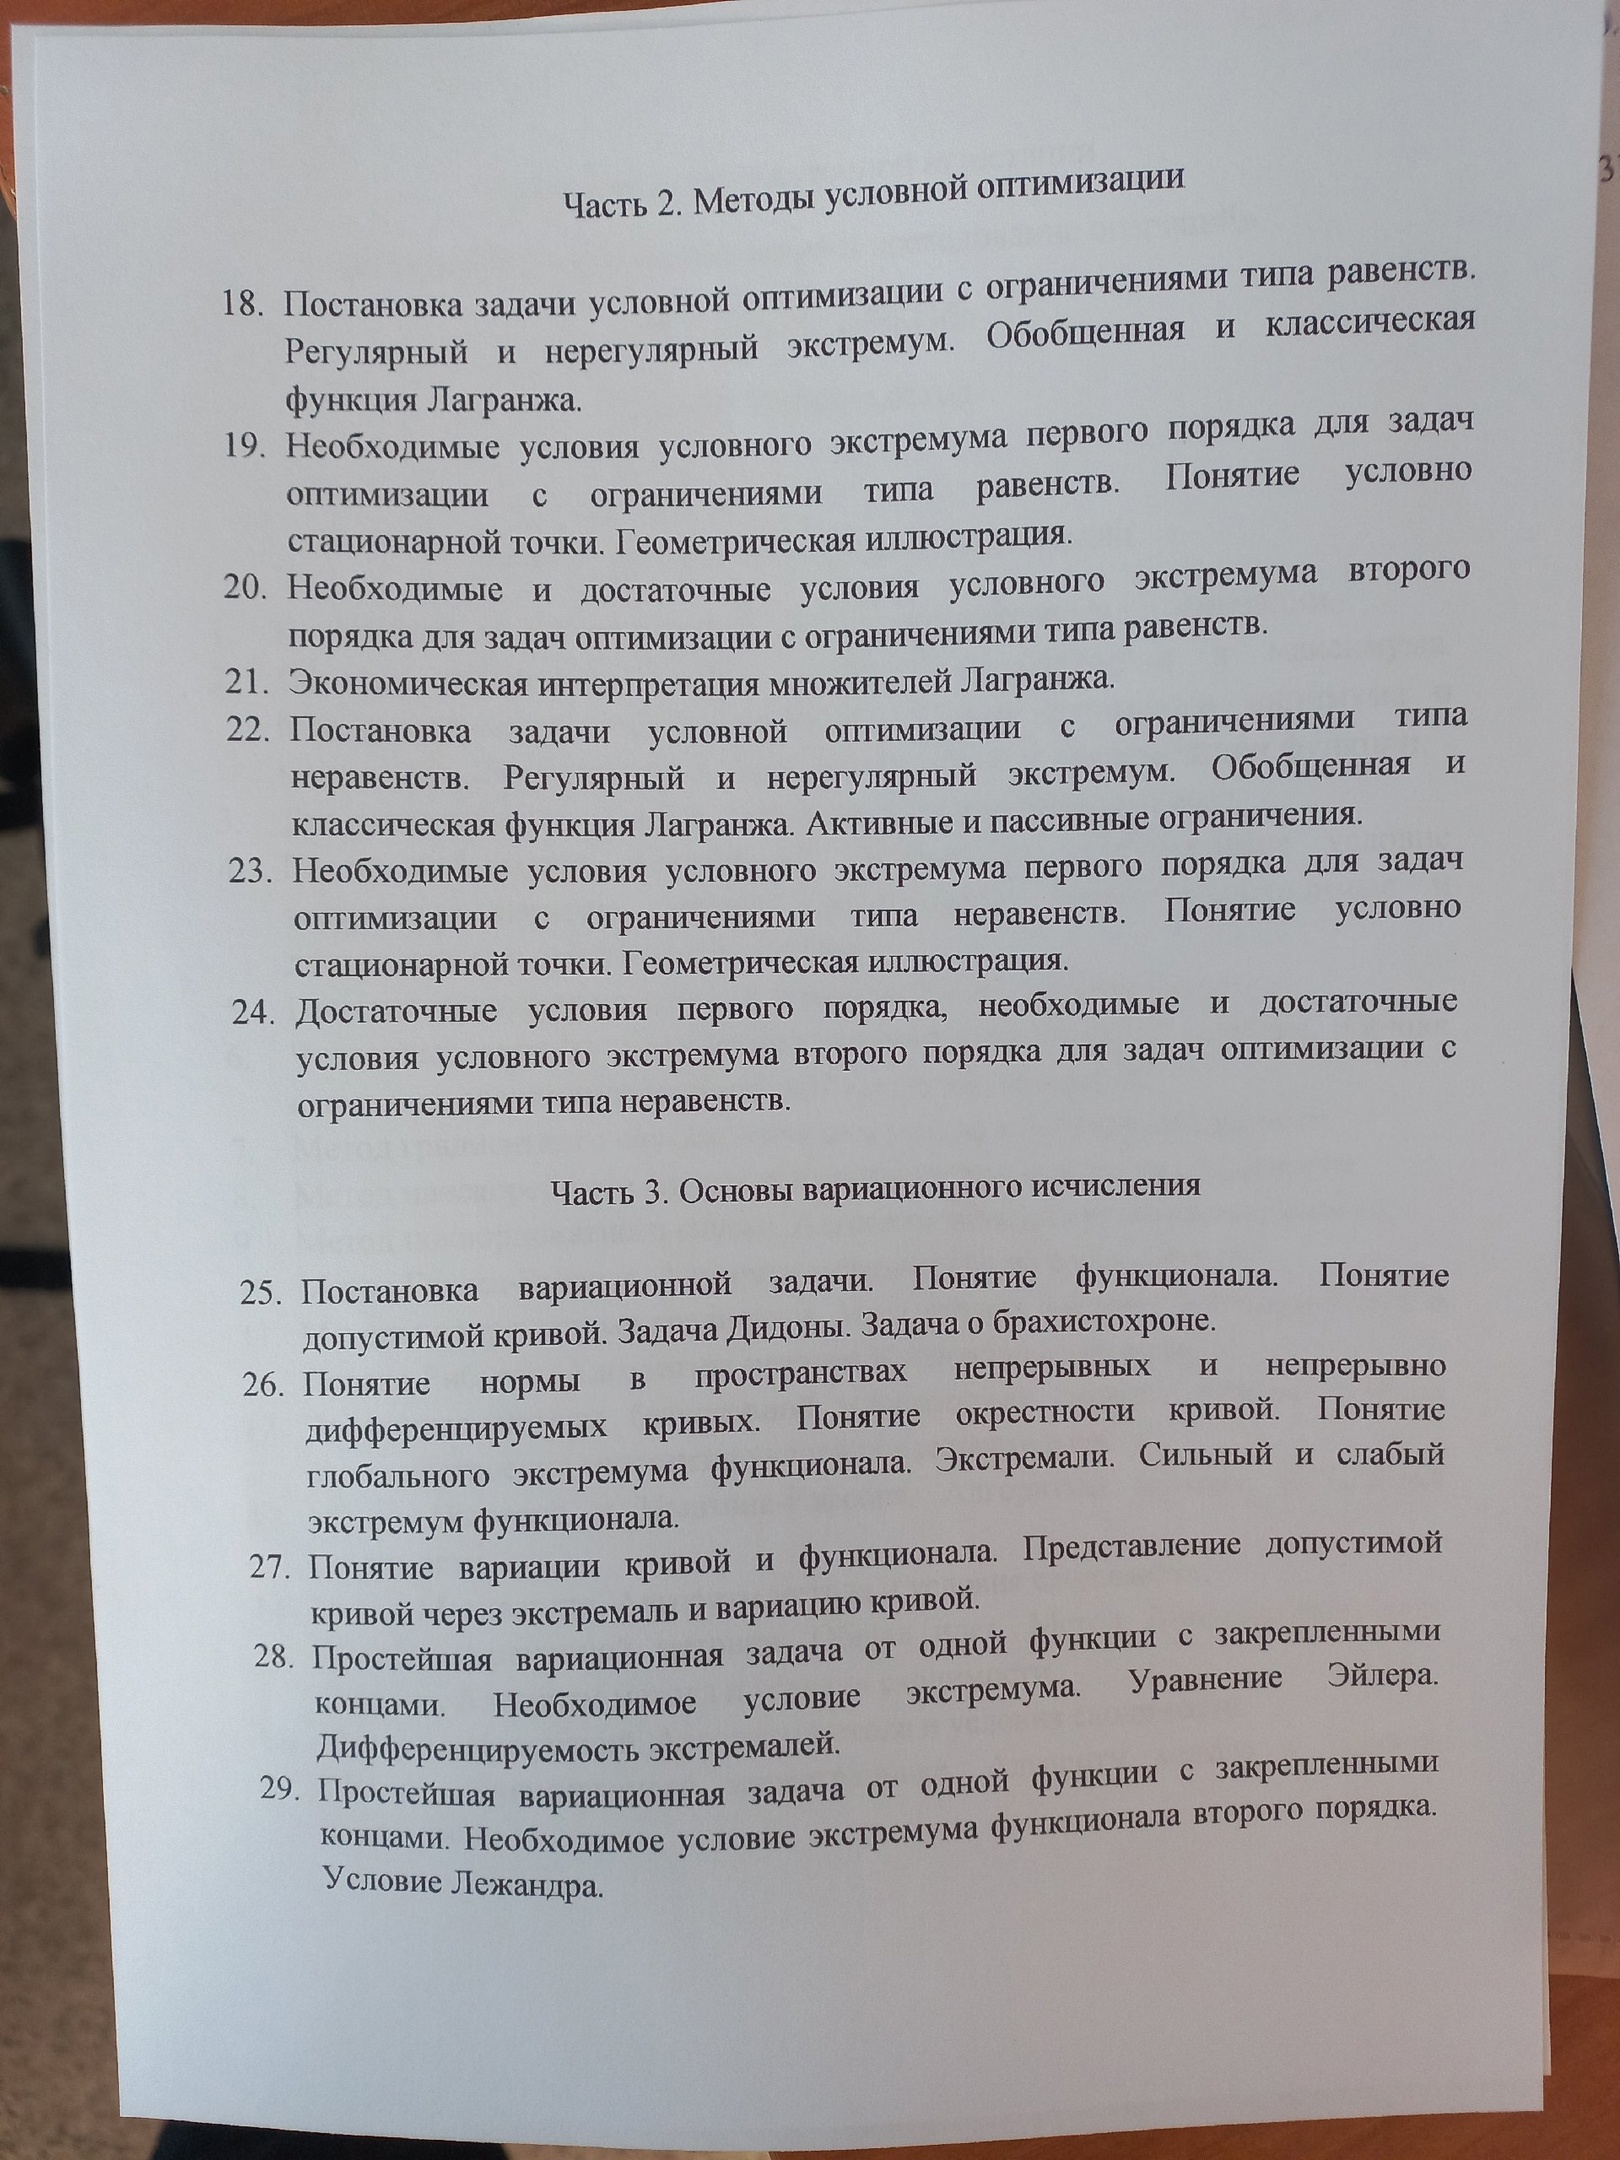 Часть 2. Методы условной оптимизации
18. Постановка задачи условной оптимизации с ограничениями типа равенств.
Регулярный и нерегулярный экстремум. Обобщенная и классическая
функция Лагранжа.
19. Необходимые условия условного экстремума первого порядка для задач
оптимизации с ограничениями типа равенств. Понятие условно
стационарной точки. Геометрическая иллюстрация.
20. Необходимые и достаточные условия условного экстремума второго
порядка для задач оптимизации с ограничениями типа равенств.
21. Экономическая интерпретация множителей Лагранжа.
22. Постановка задачи условной оптимизации с ограничениями типа
неравенств. Регулярный и нерегулярный экстремум. Обобщенная и
классическая функция Лагранжа. Активные и пассивные ограничения.
23. Необходимые условия условного экстремума первого порядка для задач
оптимизации с ограничениями типа неравенств. Понятие условно
стационарной точки. Геометрическая иллюстрация.
24. Достаточные условия первого порядка, необходимые и достаточные
условия условного экстремума второго порядка для задач оптимизации с
ограничениями типа неравенств.
Часть 3. Основы вариационного исчисления
25. Постановка вариационной задачи. Понятие функционала. Понятие
допустимой кривой. Задача Дидоны. Задача о брахистохроне.
26. Понятие нормы в пространствах непрерывных и непрерывно
дифференцируемых кривых. Понятие окрестности кривой. Понятие
глобального экстремума функционала. Экстремали. Сильный и слабый
экстремум функционала.
27. Понятие вариации кривой и функционала. Представление допустимой
кривой через экстремаль и вариацию кривой.
28. Простейшая вариационная задача от одной функции с закрепленными
концами. Необходимое условие экстремума. Уравнение Эйлера.
Дифференцируемость экстремалей.
29. Простейшая вариационная задача от одной функции с закрепленными
концами. Необходимое условие экстремума функционала второго порядка.
Условие Лежандра.